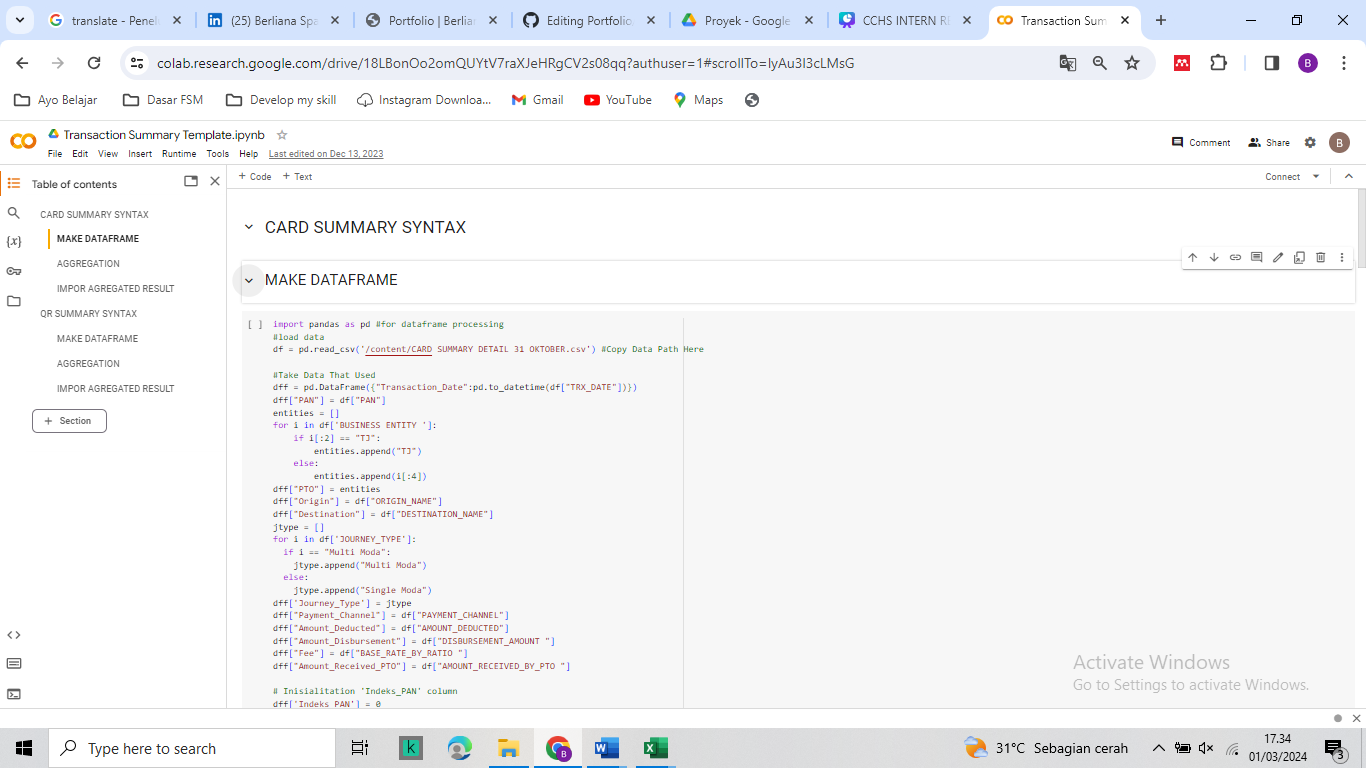 translate - Penel
(25) Berliana Spa
Portfolio | Berlia
Editing Portfolio
Proyek - Google
CCHS INTERN R
Transaction Sum
colab.research.google.com/drive/18LBonOo2omQUYtV7raXJeHRgCV2s08qq?authuser=1#scrollTo=IyAu3I3cLMsG
B
Ayo Belajar
Dasar FSM
Develop my skill
Instagram Downloa...
Gmail
YouTube
Maps
Transaction Summary Template.ipynb
File Edit View Insert Runtime Tools Help Last edited on Dec 13, 2023
Comment
Share
B
Table of contents
CARD SUMMARY SYNTAX
MAKE DATAFRAME
AGGREGATION
IMPOR AGREGATED RESULT
QR SUMMARY SYNTAX
MAKE DATAFRAME
AGGREGATION
IMPOR AGREGATED RESULT
+ Section
+ Code + Text
Connect
CARD SUMMARY SYNTAX
MAKE DATAFRAME
[ ] import pandas as pd #for dataframe processing
#load data
df = pd.read_csv('/content/CARD SUMMARY DETAIL 31 OKTOBER.csv') #Copy Data Path Here
#Take Data That Used
dff = pd.DataFrame({"Transaction_Date":pd.to_datetime(df["TRX_DATE"])})
dff["PAN"] = df["PAN"]
entities = []
for i in df['BUSINESS ENTITY ']:
    if i[:2] == "TJ":
        entities.append("TJ")
    else:
        entities.append(i[:4])
dff["PTO"] = entities
dff["Origin"] = df["ORIGIN_NAME"]
dff["Destination"] = df["DESTINATION_NAME"]
jtype = []
for i in df['JOURNEY_TYPE']:
  if i == "Multi Moda":
    jtype.append("Multi Moda")
  else:
    jtype.append("Single Moda")
dff['Journey_Type'] = jtype
dff["Payment_Channel"] = df["PAYMENT_CHANNEL"]
dff["Amount_Deducted"] = df["AMOUNT_DEDUCTED"]
dff["Amount_Disbursement"] = df["DISBURSEMENT_AMOUNT "]
dff["Fee"] = df["BASE_RATE_BY_RATIO "]
dff["Amount_Received_PTO"] = df["AMOUNT_RECEIVED_BY_PTO "]
# Inisialitation 'Indeks_PAN' column
dff['Indeks_PAN'] = 0
Activate Windows
Go to Settings to activate Windows.
Type here to search
31°C Sebagian cerah
17.34
01/03/2024
3